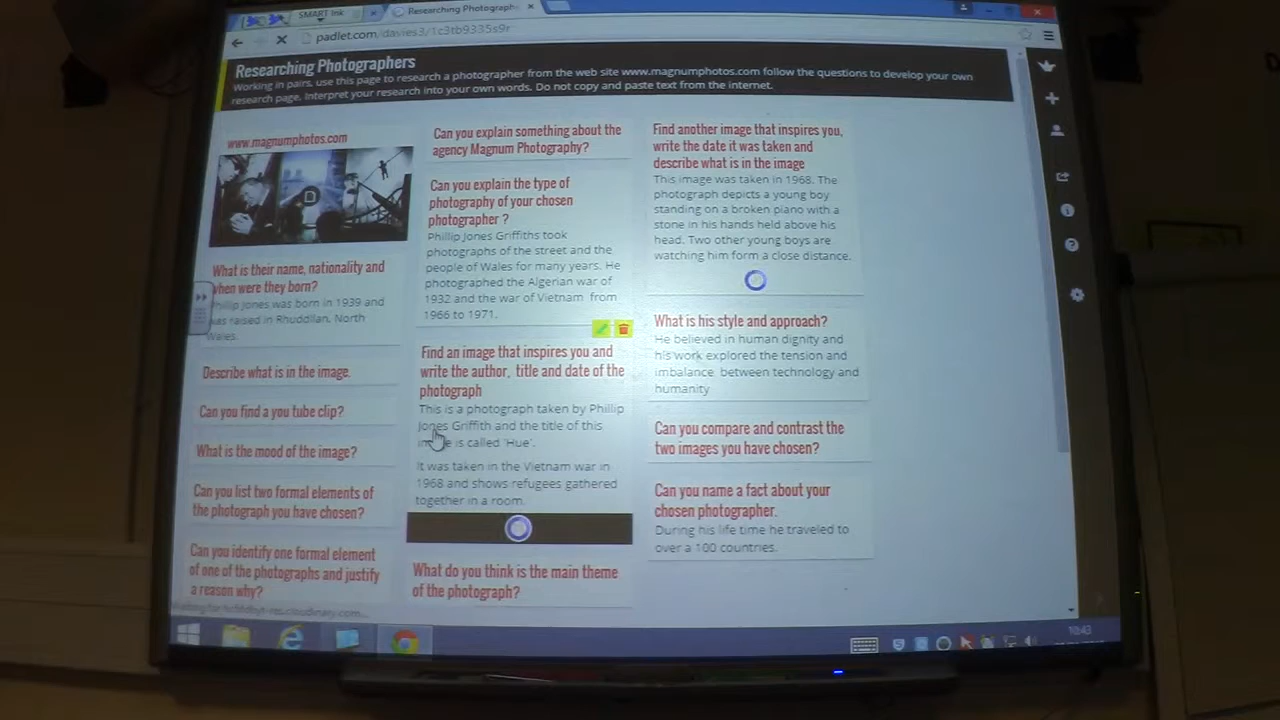 SMART Ink
Researching Photograph
padlet.com/davies3/1c3tb9335s9r
Researching Photographers
Working in pairs, use this page to research a photographer from the web site www.magnumphotos.com follow the questions to develop your own
research page. Interpret your research into your own words. Do not copy and paste text from the internet.
www.magnumphotos.com
What is their name, nationality and
when were they born?
Phillip Jones was born in 1939 and
was raised in Rhuddlan, North
Wales.
Describe what is in the image.
Can you find a you tube clip?
What is the mood of the image?
Can you list two formal elements of
the photograph you have chosen?
Can you identify one formal element
of one of the photographs and justify
a reason why?
Can you explain something about the
agency Magnum Photography?
Can you explain the type of
photography of your chosen
photographer ?
Phillip Jones Griffiths took
photographs of the street and the
people of Wales for many years. He
photographed the Algerian war of
1932 and the war of Vietnam from
1966 to 1971.
Find an image that inspires you and
write the author, title and date of the
photograph
This is a photograph taken by Phillip
Jones Griffith and the title of this
is called 'Hue'.
It was taken in the Vietnam war in
1968 and shows refugees gathered
together in a room.
What do you think is the main theme
of the photograph?
Find another image that inspires you,
write the date it was taken and
describe what is in the image
This image was taken in 1968. The
photograph depicts a young boy
standing on a broken piano with a
stone in his hands held above his
head. Two other young boys are
watching him form a close distance.
What is his style and approach?
He believed in human dignity and
his work explored the tension and
imbalance between technology and
humanity
Can you compare and contrast the
two images you have chosen?
Can you name a fact about your
chosen photographer.
During his life time he traveled to
over a 100 countries.
10:43